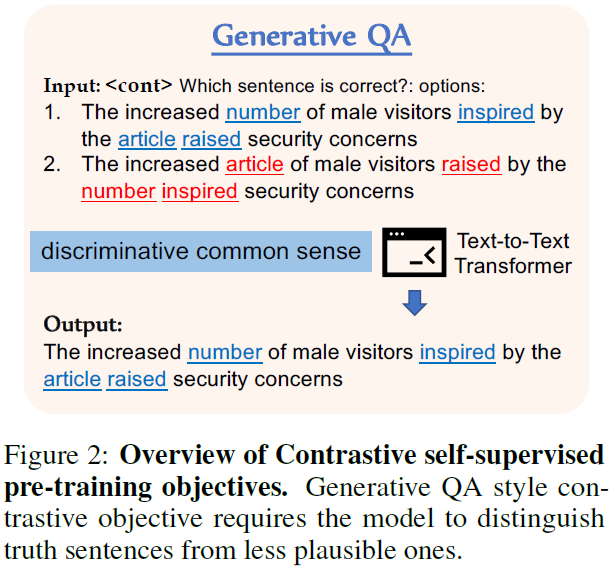 Generative QA
Input: <cont> Which sentence is correct?: options:
1. The increased number of male visitors inspired by
the article raised security concerns
2. The increased article of male visitors raised by the
number inspired security concerns
discriminative common sense
Text-to-Text
Transformer
Output:
The increased number of male visitors inspired by the
article raised security concerns
Figure 2: Overview of Contrastive self-supervised
pre-training objectives. Generative QA style con-
trastive objective requires the model to distinguish
truth sentences from less plausible ones.